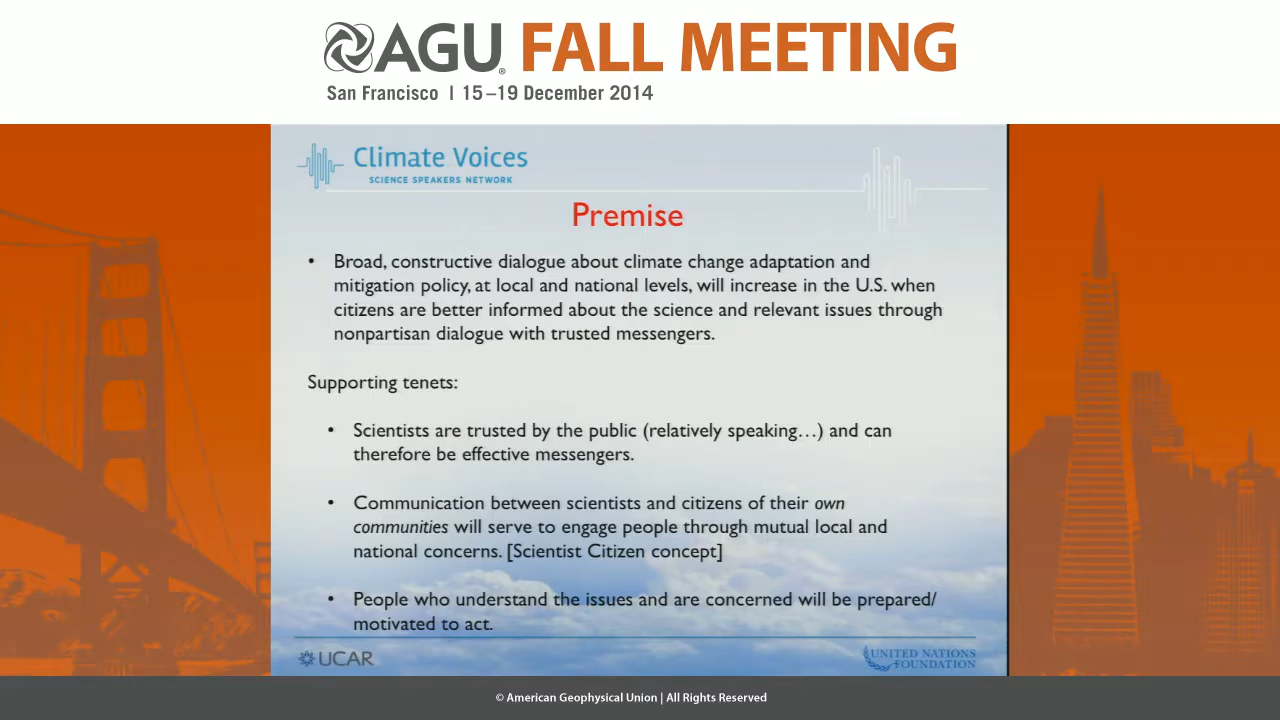 AGU® FALL MEETING
San Francisco | 15–19 December 2014
Climate Voices
SCIENCE SPEAKERS NETWORK
Premise
• Broad, constructive dialogue about climate change adaptation and
mitigation policy, at local and national levels, will increase in the U.S. when
citizens are better informed about the science and relevant issues through
nonpartisan dialogue with trusted messengers.
Supporting tenets:
• Scientists are trusted by the public (relatively speaking…) and can
therefore be effective messengers.
• Communication between scientists and citizens of their own
communities will serve to engage people through mutual local and
national concerns. [Scientist Citizen concept]
• People who understand the issues and are concerned will be prepared/
motivated to act.
UCAR
UNITED NATIONS
FOUNDATION
© American Geophysical Union | All Rights Reserved